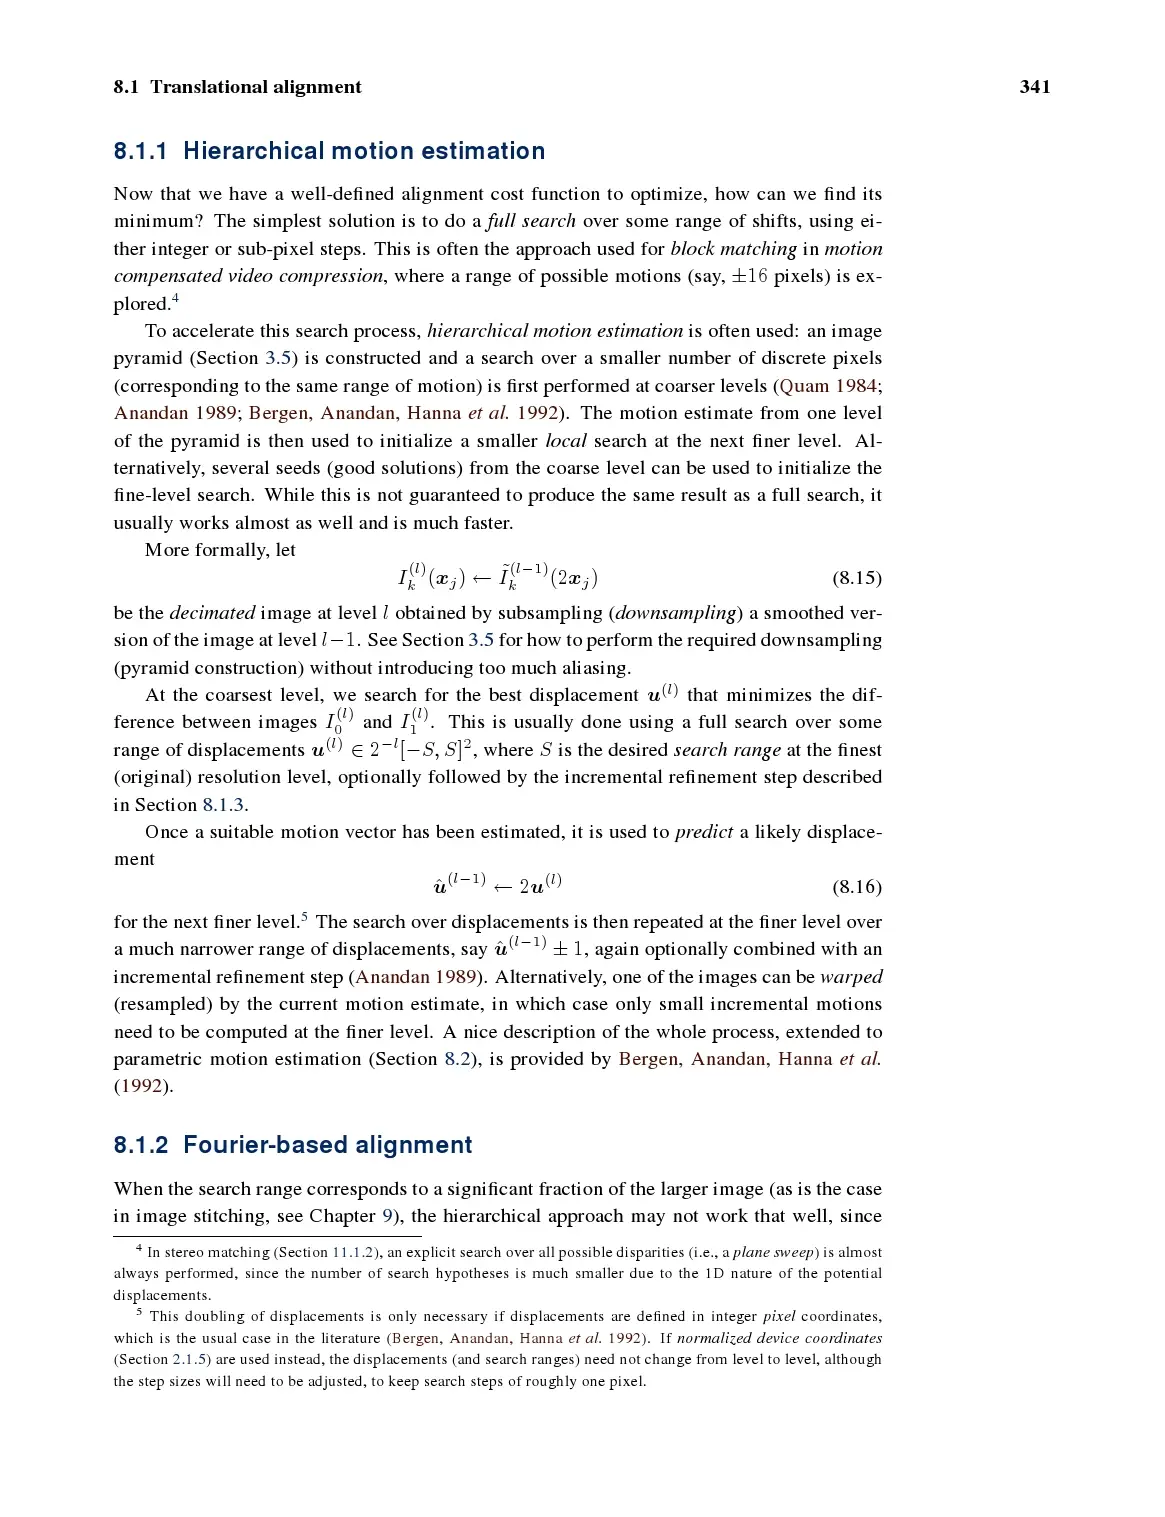 8.1 Translational alignment 341
8.1.1 Hierarchical motion estimation
Now that we have a well-defined alignment cost function to optimize, how can we find its
minimum? The simplest solution is to do a full search over some range of shifts, using ei-
ther integer or sub-pixel steps. This is often the approach used for block matching in motion
compensated video compression, where a range of possible motions (say, ±16 pixels) is ex-
plored.⁴
To accelerate this search process, hierarchical motion estimation is often used: an image
pyramid (Section 3.5) is constructed and a search over a smaller number of discrete pixels
(corresponding to the same range of motion) is first performed at coarser levels (Quam 1984;
Anandan 1989; Bergen, Anandan, Hanna et al. 1992). The motion estimate from one level
of the pyramid is then used to initialize a smaller local search at the next finer level. Al-
ternatively, several seeds (good solutions) from the coarse level can be used to initialize the
fine-level search. While this is not guaranteed to produce the same result as a full search, it
usually works almost as well and is much faster.
More formally, let
I_k^{(l)}(x_j) ← Ĩ_k^{(l−1)}(2x_j) (8.15)
be the decimated image at level l obtained by subsampling (downsampling) a smoothed ver-
sion of the image at level l−1. See Section 3.5 for how to perform the required downsampling
(pyramid construction) without introducing too much aliasing.
At the coarsest level, we search for the best displacement u^{(l)} that minimizes the dif-
ference between images I_0^{(l)} and I_1^{(l)}. This is usually done using a full search over some
range of displacements u^{(l)} ∈ 2^{−l}[−S, S]², where S is the desired search range at the finest
(original) resolution level, optionally followed by the incremental refinement step described
in Section 8.1.3.
Once a suitable motion vector has been estimated, it is used to predict a likely displace-
ment
û^{(l−1)} ← 2u^{(l)} (8.16)
for the next finer level.⁵ The search over displacements is then repeated at the finer level over
a much narrower range of displacements, say û^{(l−1)} ± 1, again optionally combined with an
incremental refinement step (Anandan 1989). Alternatively, one of the images can be warped
(resampled) by the current motion estimate, in which case only small incremental motions
need to be computed at the finer level. A nice description of the whole process, extended to
parametric motion estimation (Section 8.2), is provided by Bergen, Anandan, Hanna et al.
(1992).
8.1.2 Fourier-based alignment
When the search range corresponds to a significant fraction of the larger image (as is the case
in image stitching, see Chapter 9), the hierarchical approach may not work that well, since
⁴ In stereo matching (Section 11.1.2), an explicit search over all possible disparities (i.e., a plane sweep) is almost
always performed, since the number of search hypotheses is much smaller due to the 1D nature of the potential
displacements.
⁵ This doubling of displacements is only necessary if displacements are defined in integer pixel coordinates,
which is the usual case in the literature (Bergen, Anandan, Hanna et al. 1992). If normalized device coordinates
(Section 2.1.5) are used instead, the displacements (and search ranges) need not change from level to level, although
the step sizes will need to be adjusted, to keep search steps of roughly one pixel.